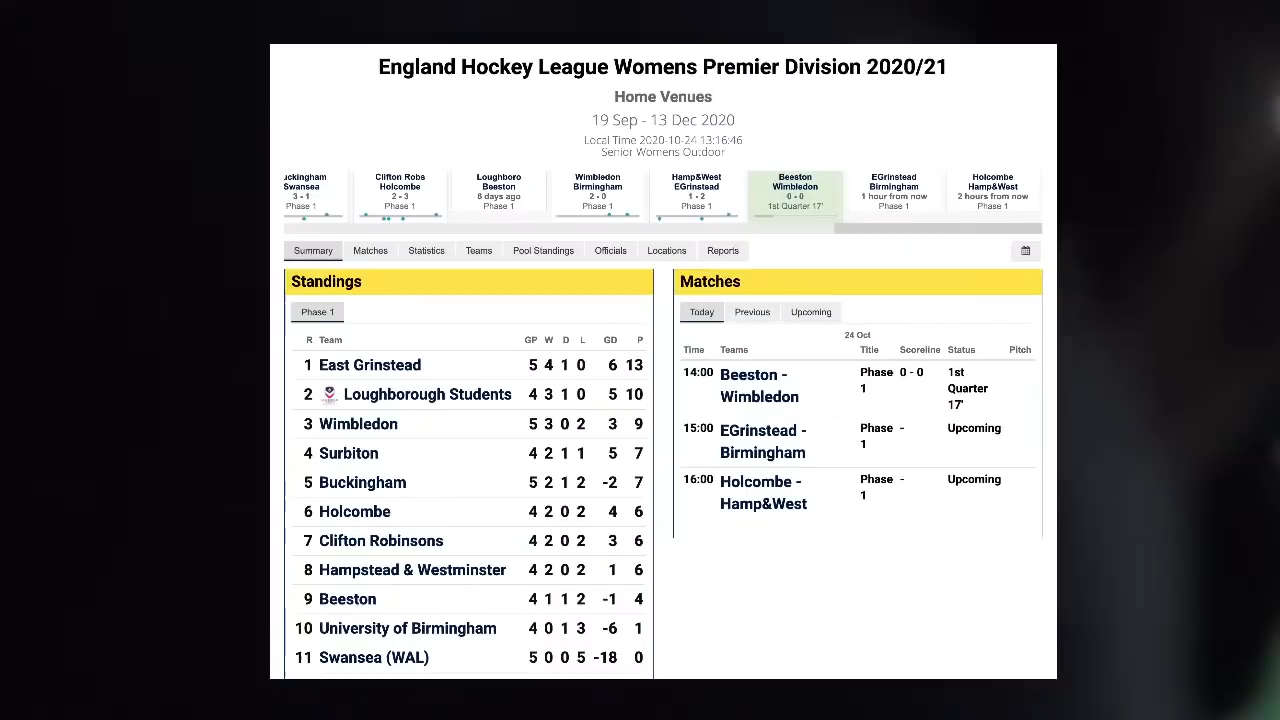 England Hockey League Womens Premier Division 2020/21
Home Venues
19 Sep - 13 Dec 2020
Local Time 2020-10-24 13:16:46
Senior Womens Outdoor
uckingham Clifton Robs Loughboro Wimbledon Hamp&West Beeston EGrinstead Holcombe
Swansea Holcombe Beeston Birmingham EGrinstead Wimbledon Birmingham Hamp&West
3 - 1 2 - 3 6 days ago 2 - 0 1 - 2 0 - 0 1 hour from now 2 hours from now
Phase 1 Phase 1 Phase 1 Phase 1 Phase 1 1st Quarter 17' Phase 1 Phase 1
Summary Matches Statistics Teams Pool Standings Officials Locations Reports
Standings
Phase 1
R Team GP W D L GD P
1 East Grinstead 5 4 1 0 6 13
2 Loughborough Students 4 3 1 0 5 10
3 Wimbledon 5 3 0 2 3 9
4 Surbiton 4 2 1 1 5 7
5 Buckingham 5 2 1 2 -2 7
6 Holcombe 4 2 0 2 4 6
7 Clifton Robinsons 4 2 0 2 3 6
8 Hampstead & Westminster 4 2 0 2 1 6
9 Beeston 4 1 1 2 -1 4
10 University of Birmingham 4 0 1 3 -6 1
11 Swansea (WAL) 5 0 0 5 -18 0
Matches
Today Previous Upcoming
24 Oct
Time Teams Title Scoreline Status Pitch
14:00 Beeston - Phase 0 - 0 1st
Wimbledon 1 Quarter
17'
15:00 EGrinstead - Phase - Upcoming
Birmingham 1
16:00 Holcombe - Phase - Upcoming
Hamp&West 1